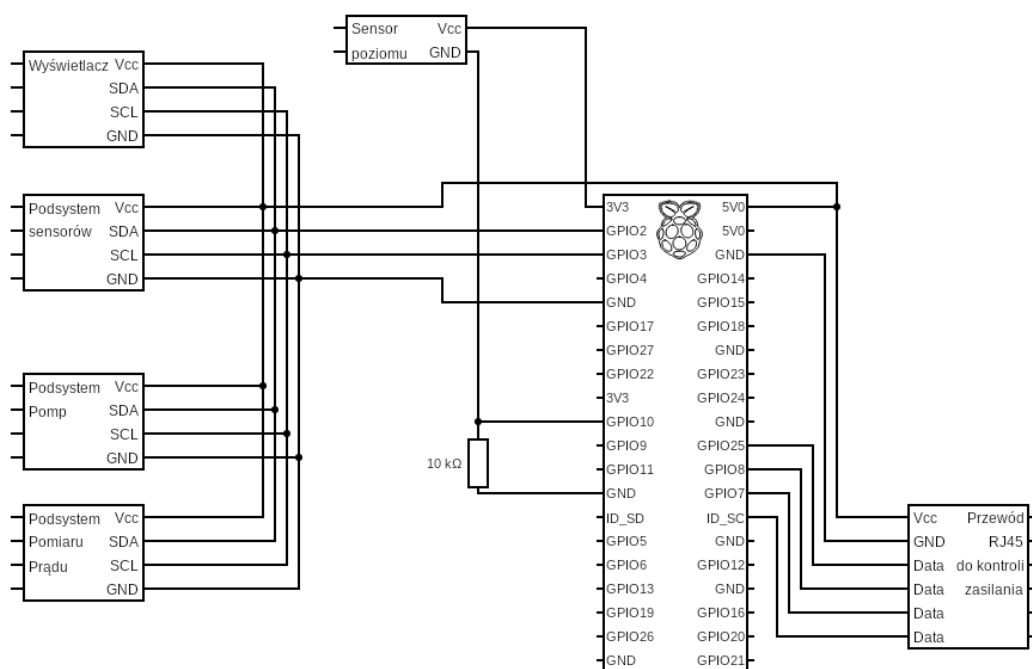 Sensor Vcc
poziomu GND
Wyświetlacz Vcc
SDA
SCL
GND
Podsystem Vcc
sensorów SDA
SCL
GND
Podsystem Vcc
Pomp SDA
SCL
GND
Podsystem Vcc
Pomiaru SDA
Prądu SCL
GND
10 kΩ
3V3 5V0
GPIO2 5V0
GPIO3 GND
GPIO4 GPIO14
GND GPIO15
GPIO17 GPIO18
GPIO27 GND
GPIO22 GPIO23
3V3 GPIO24
GPIO10 GND
GPIO9 GPIO25
GPIO11 GPIO8
GND GPIO7
ID_SD ID_SC
GPIO5 GND
GPIO6 GPIO12
GPIO13 GND
GPIO19 GPIO16
GPIO26 GPIO20
GND GPIO21
Vcc Przewód
GND RJ45
Data do kontroli
Data zasilania
Data
Data